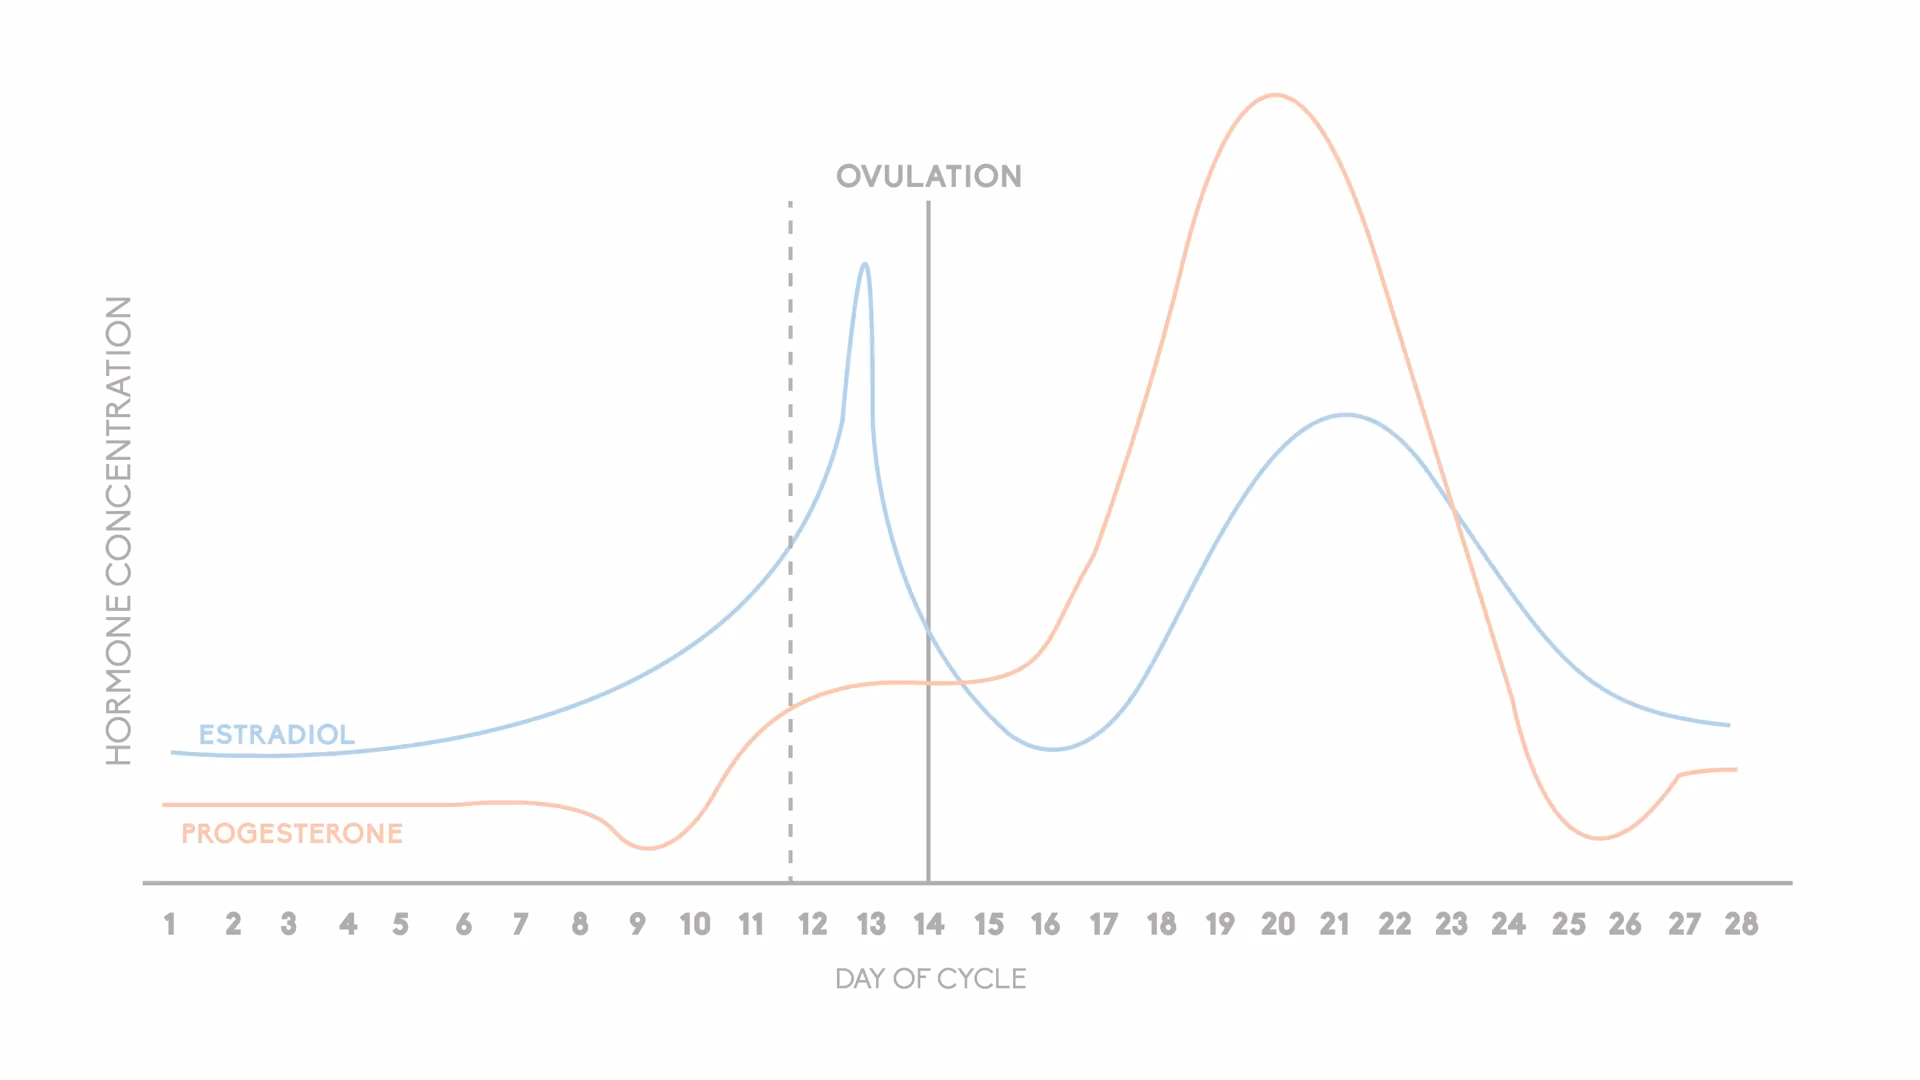 OVULATION
HORMONE CONCENTRATION
ESTRADIOL
PROGESTERONE
1 2 3 4 5 6 7 8 9 10 11 12 13 14 15 16 17 18 19 20 21 22 23 24 25 26 27 28
DAY OF CYCLE